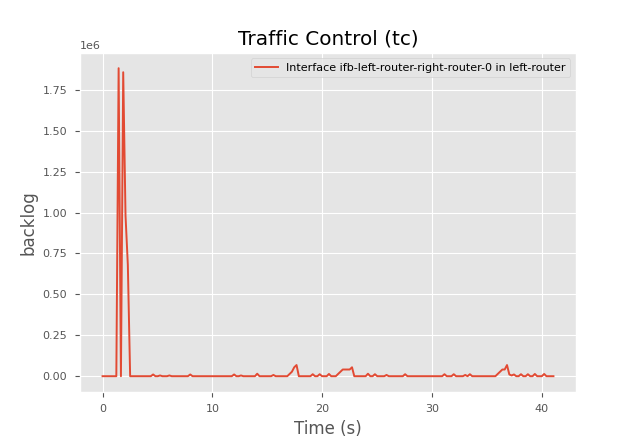 Traffic Control (tc)
1e6
Interface ifb-left-router-right-router-0 in left-router
1.75
1.50
1.25
1.00
0.75
0.50
0.25
0.00
backlog
0 10 20 30 40
Time (s)